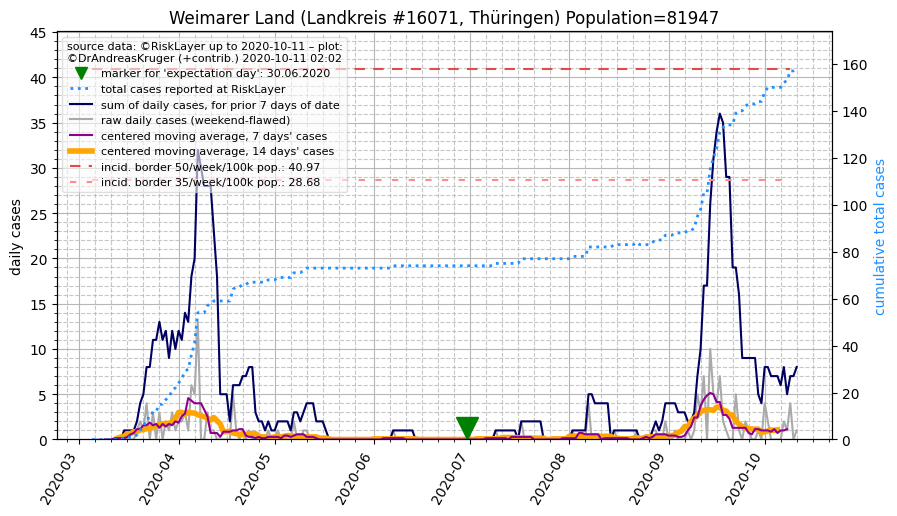 Weimarer Land (Landkreis #16071, Thüringen) Population=81947
source data: ©RiskLayer up to 2020-10-11 – plot:
©DrAndreasKruger (+contrib.) 2020-10-11 02:02
marker for 'expectation day': 30.06.2020
total cases reported at RiskLayer
sum of daily cases, for prior 7 days of date
raw daily cases (weekend-flawed)
centered moving average, 7 days' cases
centered moving average, 14 days' cases
incid. border 50/week/100k pop.: 40.97
incid. border 35/week/100k pop.: 28.68
daily cases
45
40
35
30
25
20
15
10
5
0
cumulative total cases
160
140
120
100
80
60
40
20
0
2020-03
2020-04
2020-05
2020-06
2020-07
2020-08
2020-09
2020-10